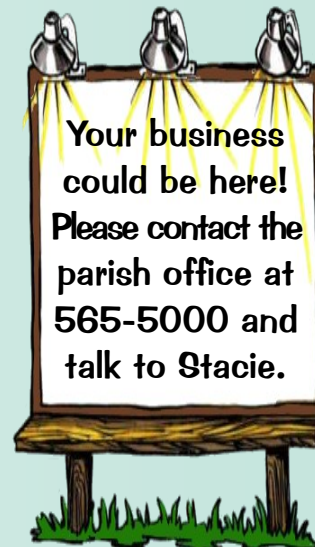 Your business
could be here!
Please contact the
parish office at
565-5000 and
talk to Stacie.